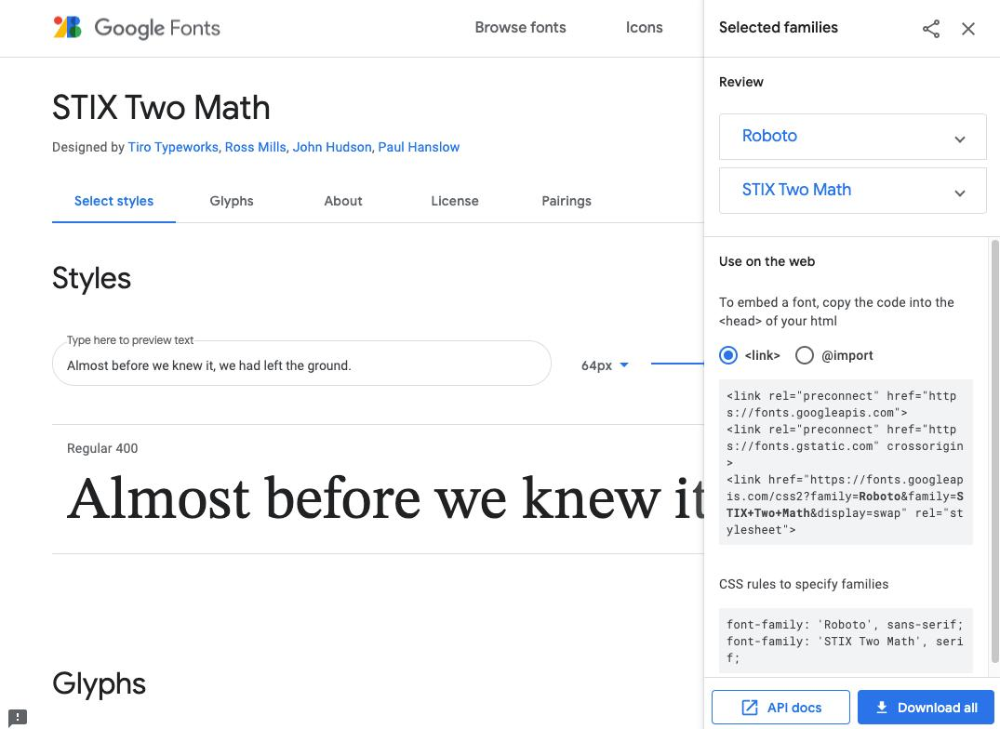 Google Fonts
Browse fonts
Icons
STIX Two Math
Designed by Tiro Typeworks, Ross Mills, John Hudson, Paul Hanslow
Select styles
Glyphs
About
License
Pairings
Styles
Type here to preview text
Almost before we knew it, we had left the ground.
64px
Regular 400
Almost before we knew it
Glyphs
Selected families
Review
Roboto
STIX Two Math
Use on the web
To embed a font, copy the code into the
<head> of your html
<link>
@import
<link rel="preconnect" href="http
s://fonts.googleapis.com">
<link rel="preconnect" href="http
s://fonts.gstatic.com" crossorigin
>
<link href="https://fonts.googleap
is.com/css2?family=Roboto&family=S
TIX+Two+Math&display=swap" rel="st
ylesheet">
CSS rules to specify families
font-family: 'Roboto', sans-serif;
font-family: 'STIX Two Math', seri
f;
API docs
Download all